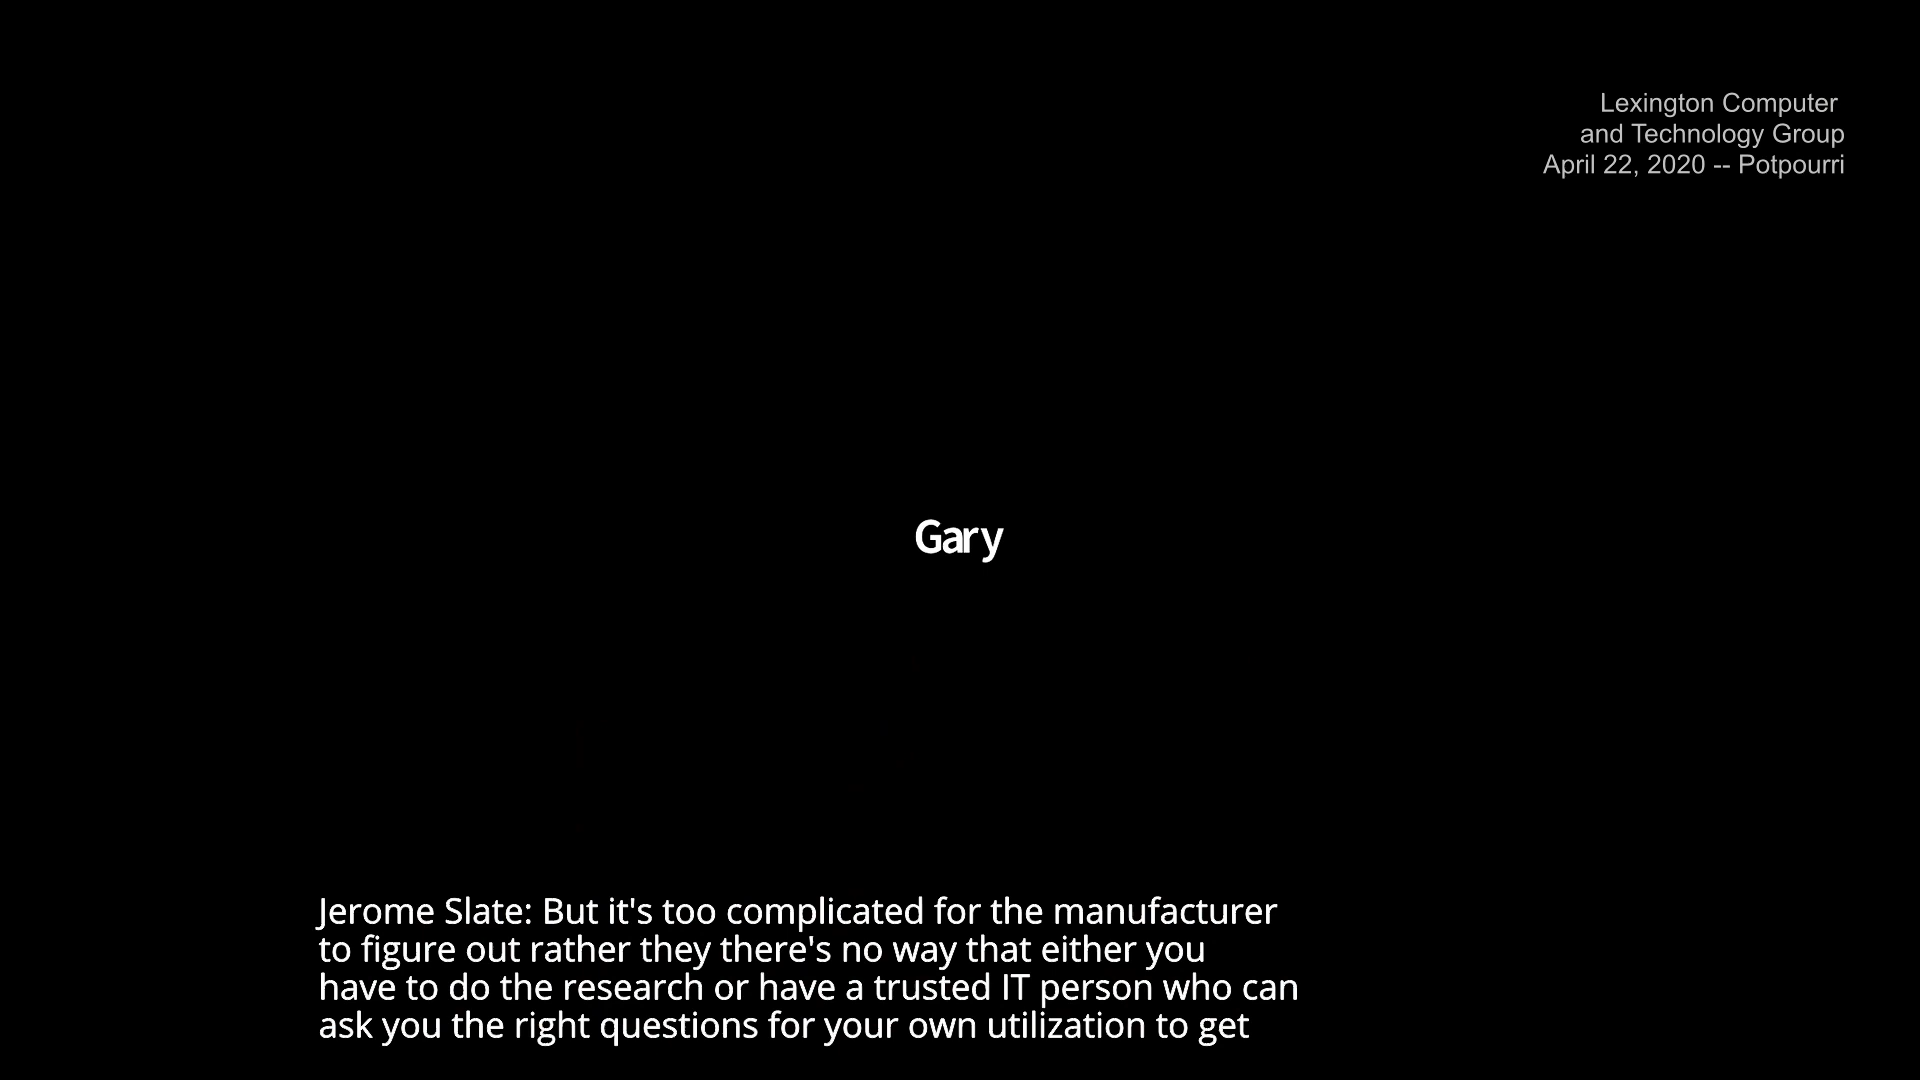 Lexington Computer
and Technology Group
April 22, 2020 -- Potpourri
Gary
Jerome Slate: But it's too complicated for the manufacturer
to figure out rather they there's no way that either you
have to do the research or have a trusted IT person who can
ask you the right questions for your own utilization to get